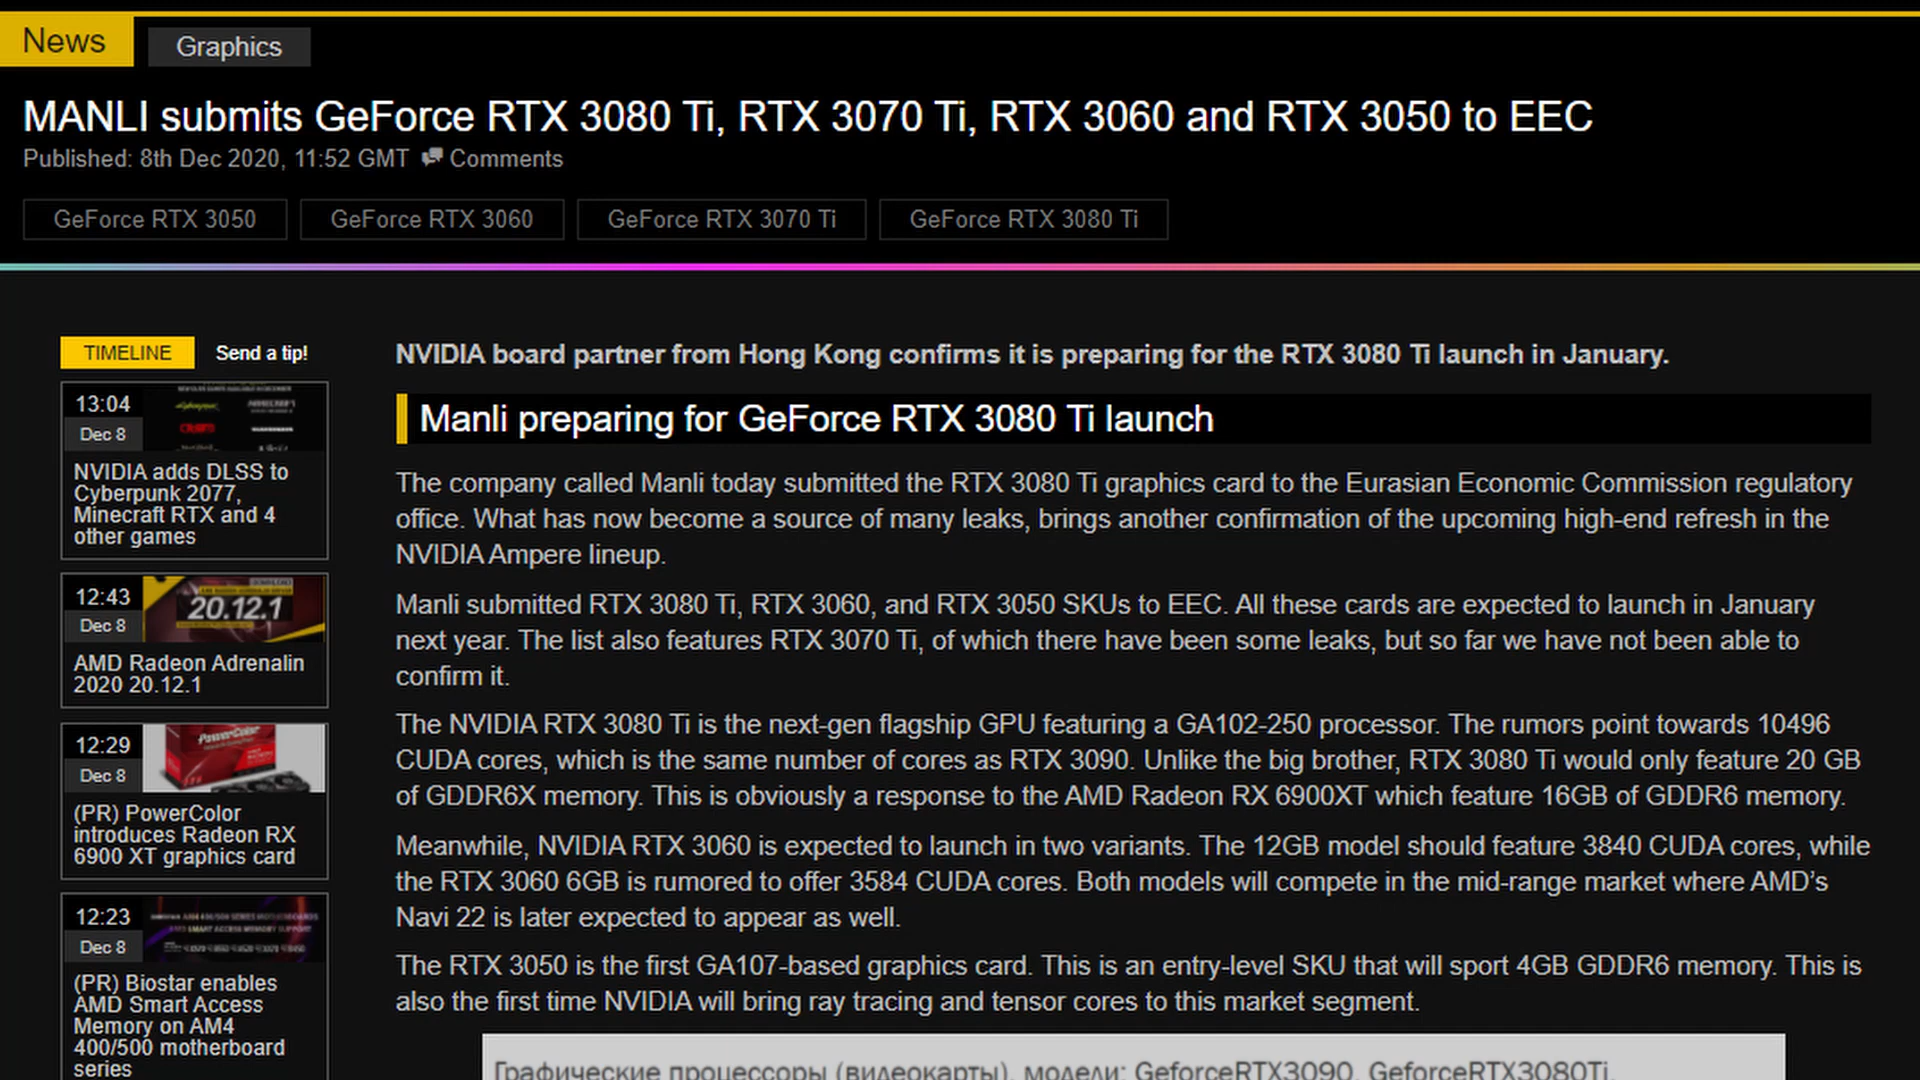 News
Graphics
MANLI submits GeForce RTX 3080 Ti, RTX 3070 Ti, RTX 3060 and RTX 3050 to EEC
Published: 8th Dec 2020, 11:52 GMT Comments
GeForce RTX 3050
GeForce RTX 3060
GeForce RTX 3070 Ti
GeForce RTX 3080 Ti
TIMELINE
Send a tip!
13:04
Dec 8
NVIDIA adds DLSS to
Cyberpunk 2077,
Minecraft RTX and 4
other games
12:43
Dec 8
20.12.1
AMD Radeon Adrenalin
2020 20.12.1
12:29
Dec 8
PowerColor
(PR) PowerColor
introduces Radeon RX
6900 XT graphics card
12:23
Dec 8
(PR) Biostar enables
AMD Smart Access
Memory on AM4
400/500 motherboard
series
NVIDIA board partner from Hong Kong confirms it is preparing for the RTX 3080 Ti launch in January.
Manli preparing for GeForce RTX 3080 Ti launch
The company called Manli today submitted the RTX 3080 Ti graphics card to the Eurasian Economic Commission regulatory
office. What has now become a source of many leaks, brings another confirmation of the upcoming high-end refresh in the
NVIDIA Ampere lineup.
Manli submitted RTX 3080 Ti, RTX 3060, and RTX 3050 SKUs to EEC. All these cards are expected to launch in January
next year. The list also features RTX 3070 Ti, of which there have been some leaks, but so far we have not been able to
confirm it.
The NVIDIA RTX 3080 Ti is the next-gen flagship GPU featuring a GA102-250 processor. The rumors point towards 10496
CUDA cores, which is the same number of cores as RTX 3090. Unlike the big brother, RTX 3080 Ti would only feature 20 GB
of GDDR6X memory. This is obviously a response to the AMD Radeon RX 6900XT which feature 16GB of GDDR6 memory.
Meanwhile, NVIDIA RTX 3060 is expected to launch in two variants. The 12GB model should feature 3840 CUDA cores, while
the RTX 3060 6GB is rumored to offer 3584 CUDA cores. Both models will compete in the mid-range market where AMD’s
Navi 22 is later expected to appear as well.
The RTX 3050 is the first GA107-based graphics card. This is an entry-level SKU that will sport 4GB GDDR6 memory. This is
also the first time NVIDIA will bring ray tracing and tensor cores to this market segment.
Графические процессоры (видеокарты), модели: GeforceRTX3090, GeforceRTX3080Ti,